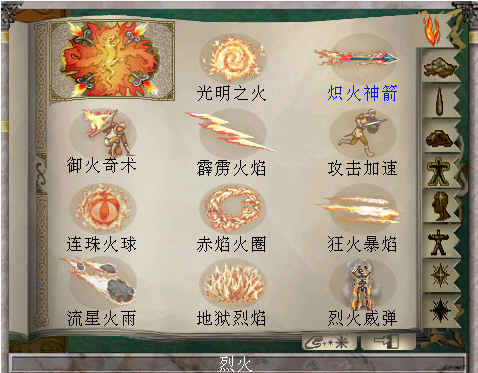 光明之火
炽火神箭
御火奇术
霹雳火焰
攻击加速
连珠火球
赤焰火圈
狂火暴焰
流星火雨
地狱烈焰
烈火威弹
烈火